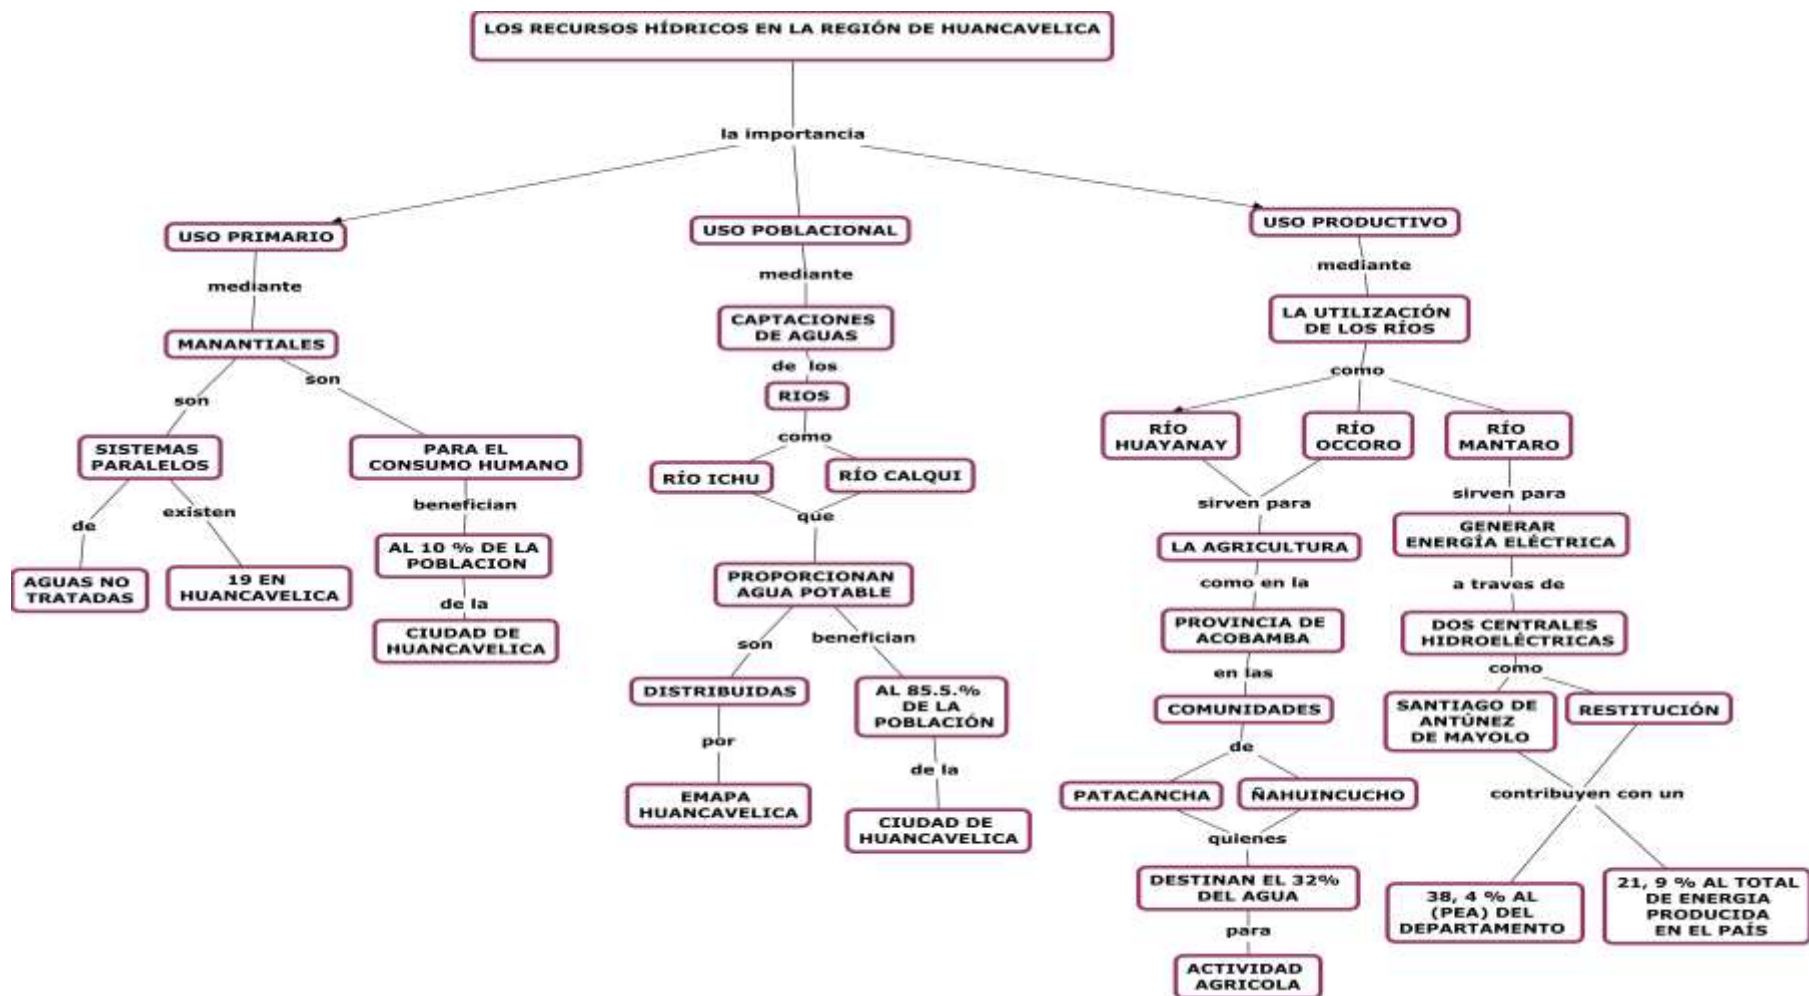 LOS RECURSOS HÍDRICOS EN LA REGIÓN DE HUANCAVELICA
la importancia
USO PRIMARIO
mediante
MANANTIALES
son
son
SISTEMAS
PARALELOS
de
existen
AGUAS NO
TRATADAS
19 EN
HUANCAVELICA
PARA EL
CONSUMO HUMANO
benefician
AL 10 % DE LA
POBLACION
de la
CIUDAD DE
HUANCAVELICA
USO POBLACIONAL
mediante
CAPTACIONES
DE AGUAS
de los
RIOS
como
RÍO ICHU
RÍO CALQUI
que
PROPORCIONAN
AGUA POTABLE
son
benefician
DISTRIBUIDAS
por
EMAPA
HUANCAVELICA
AL 85.5.%
DE LA
POBLACIÓN
de la
CIUDAD DE
HUANCAVELICA
USO PRODUCTIVO
mediante
LA UTILIZACIÓN
DE LOS RÍOS
como
RÍO
HUAYANAY
RÍO
OCCORO
RÍO
MANTARO
sirven para
LA AGRICULTURA
como en la
PROVINCIA DE
ACOBAMBA
en las
COMUNIDADES
de
PATACANCHA
ÑAHUINCUCHO
quienes
DESTINAN EL 32%
DEL AGUA
para
ACTIVIDAD
AGRICOLA
sirven para
GENERAR
ENERGÍA ELÉCTRICA
a traves de
DOS CENTRALES
HIDROELÉCTRICAS
como
SANTIAGO DE
ANTÚNEZ
DE MAYOLO
RESTITUCIÓN
contribuyen con un
38, 4 % AL
(PEA) DEL
DEPARTAMENTO
21, 9 % AL TOTAL
DE ENERGIA
PRODUCIDA
EN EL PAÍS